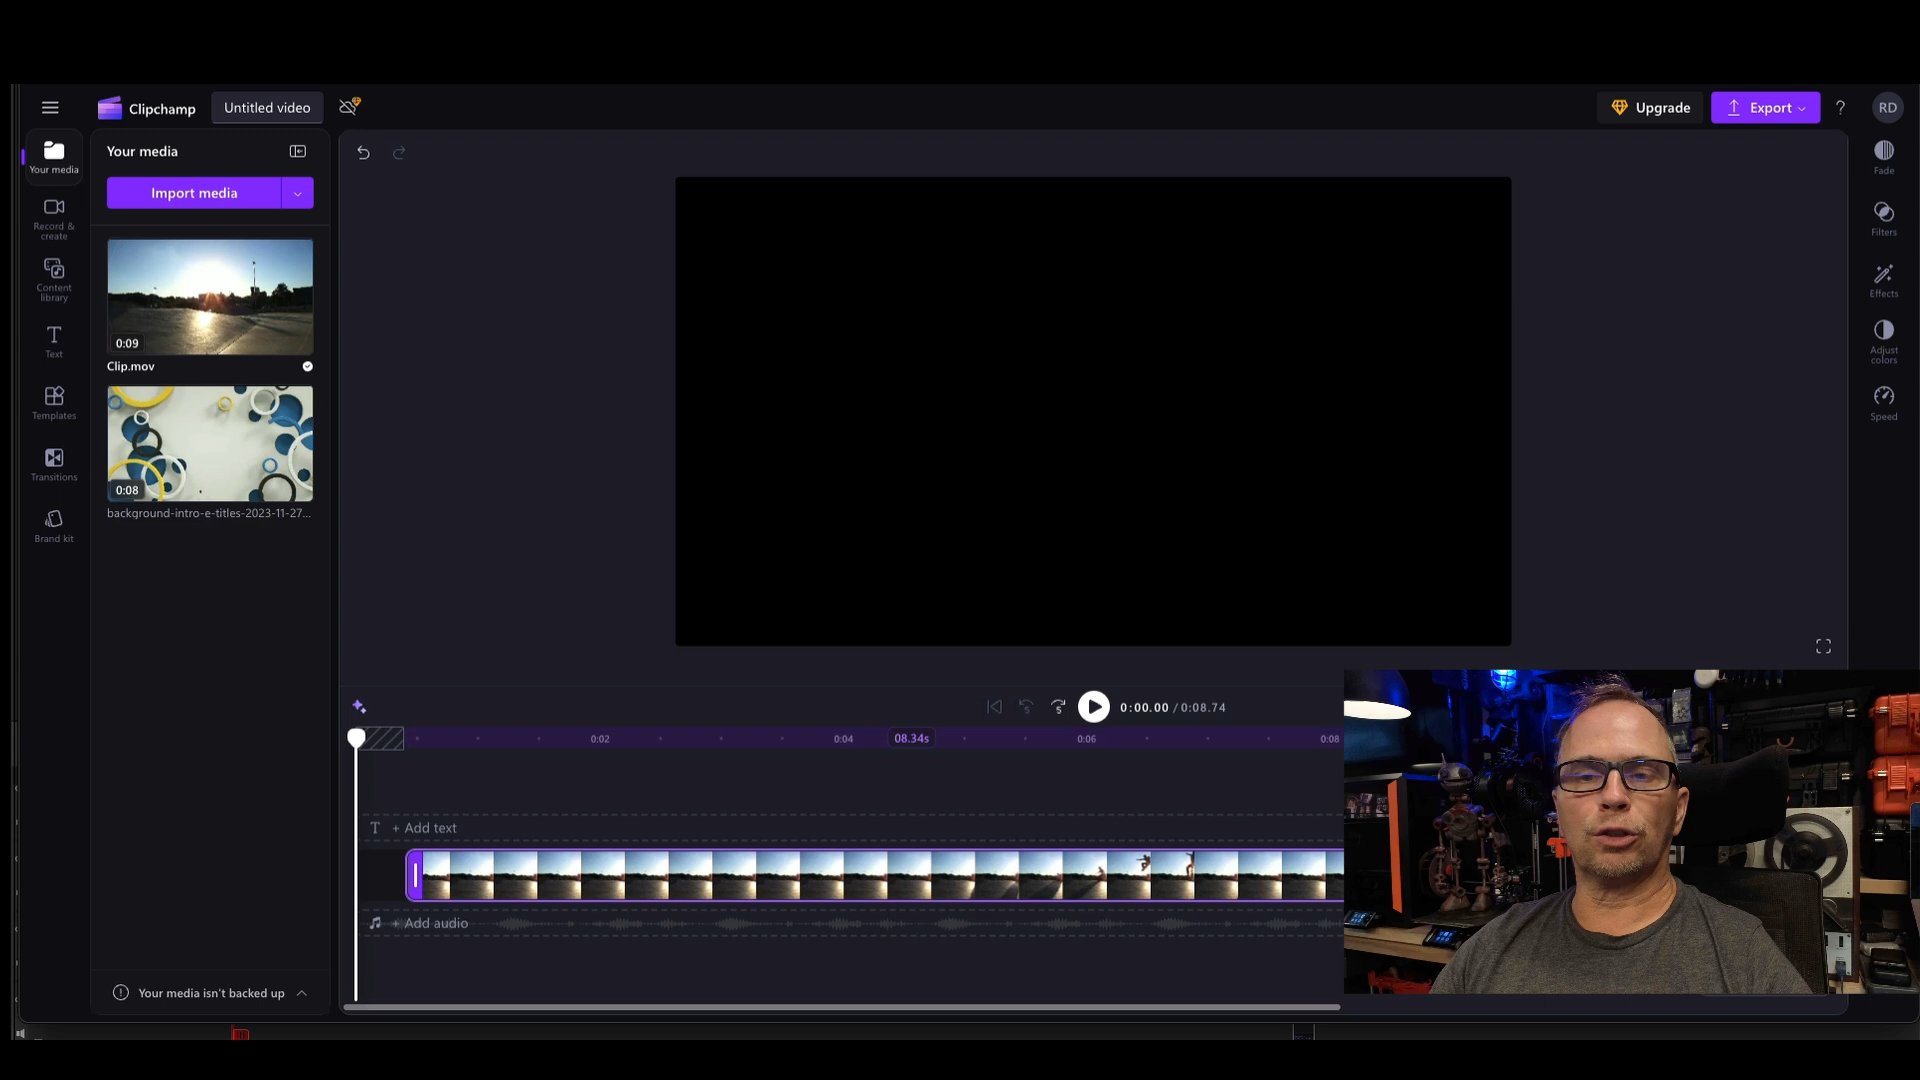 Clipchamp
Untitled video
Upgrade
Export
?
RD
Your media
Import media
0:09
Clip.mov
0:08
background-intro-e-titles-2023-11-27...
Your media isn't backed up
Your media
Record &
create
Content
library
Text
Templates
Transitions
Brand kit
Fade
Filters
Effects
Adjust
colors
Speed
5
5
0:00.00 / 0:08.74
0:02
0:04
08.34s
0:06
0:08
T + Add text
+ Add audio